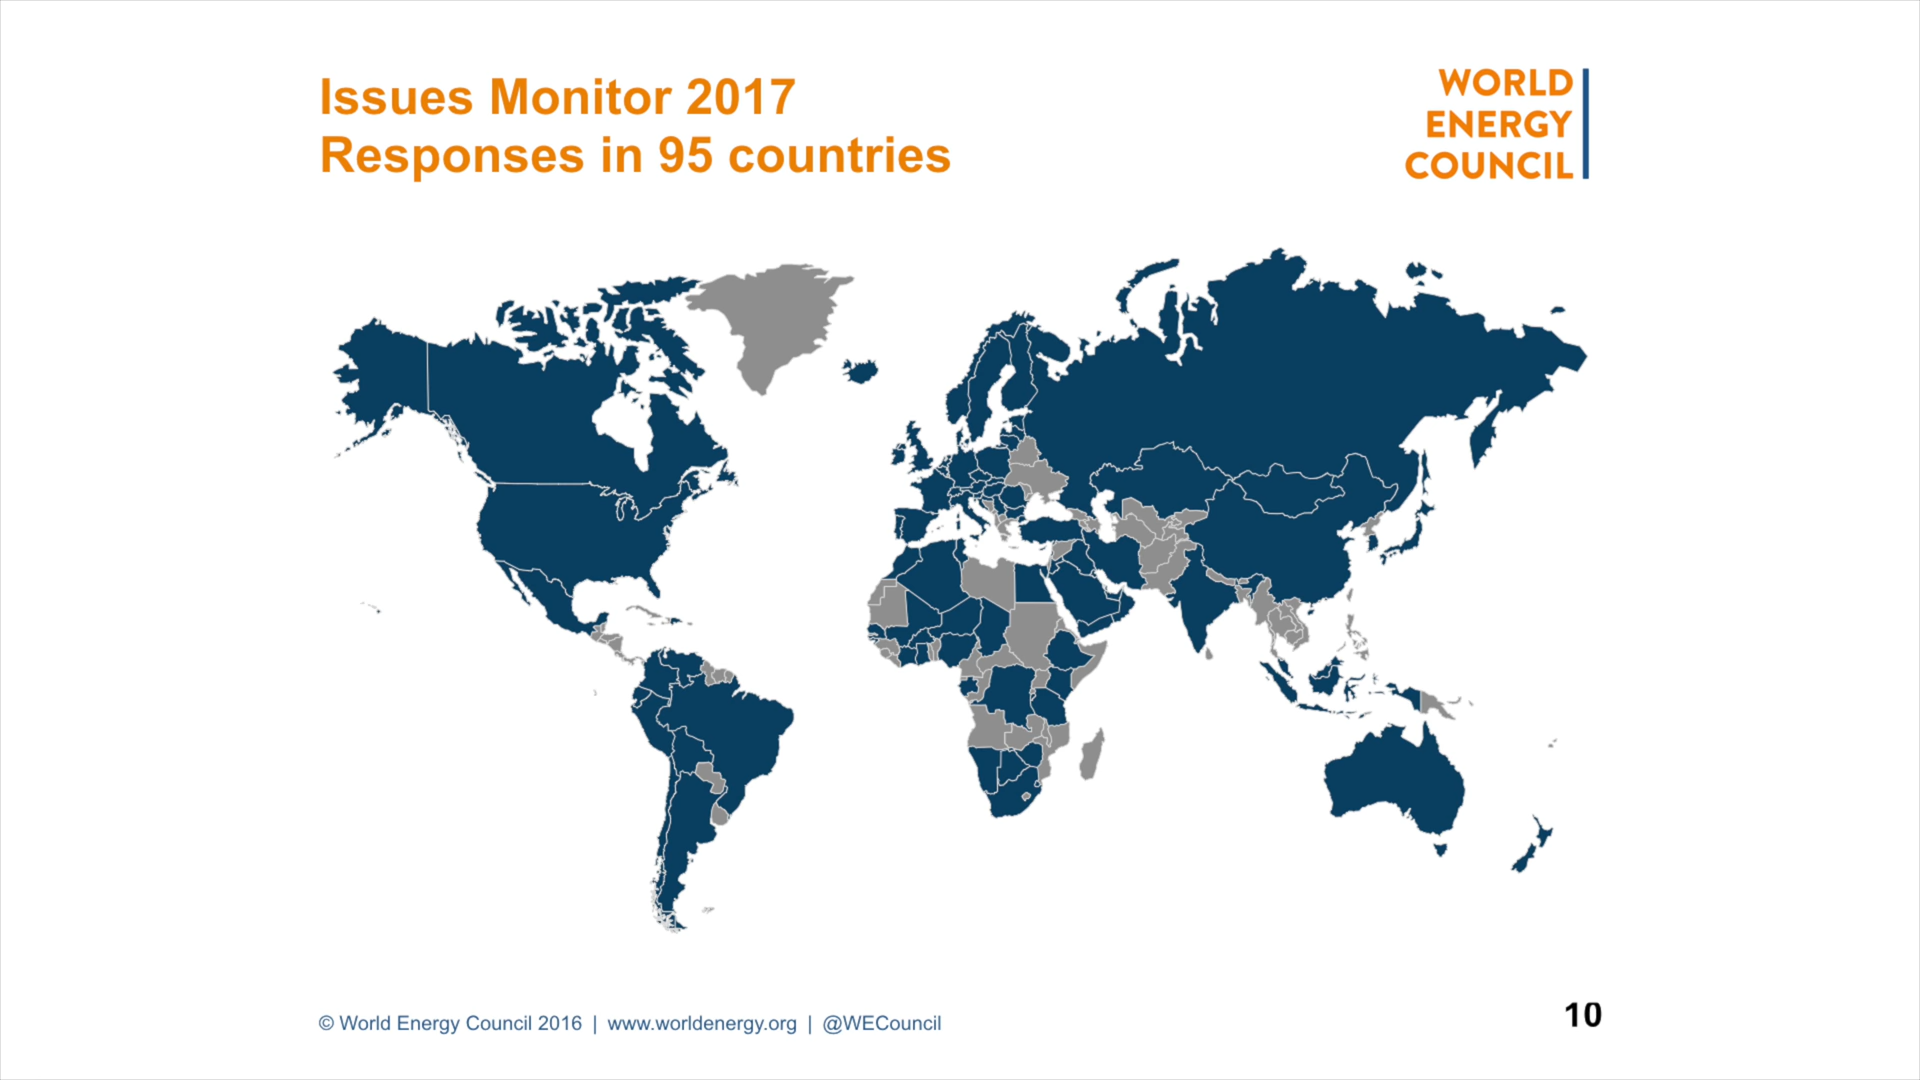 Issues Monitor 2017
Responses in 95 countries
WORLD
ENERGY
COUNCIL
© World Energy Council 2016 | www.worldenergy.org | @WECouncil
10